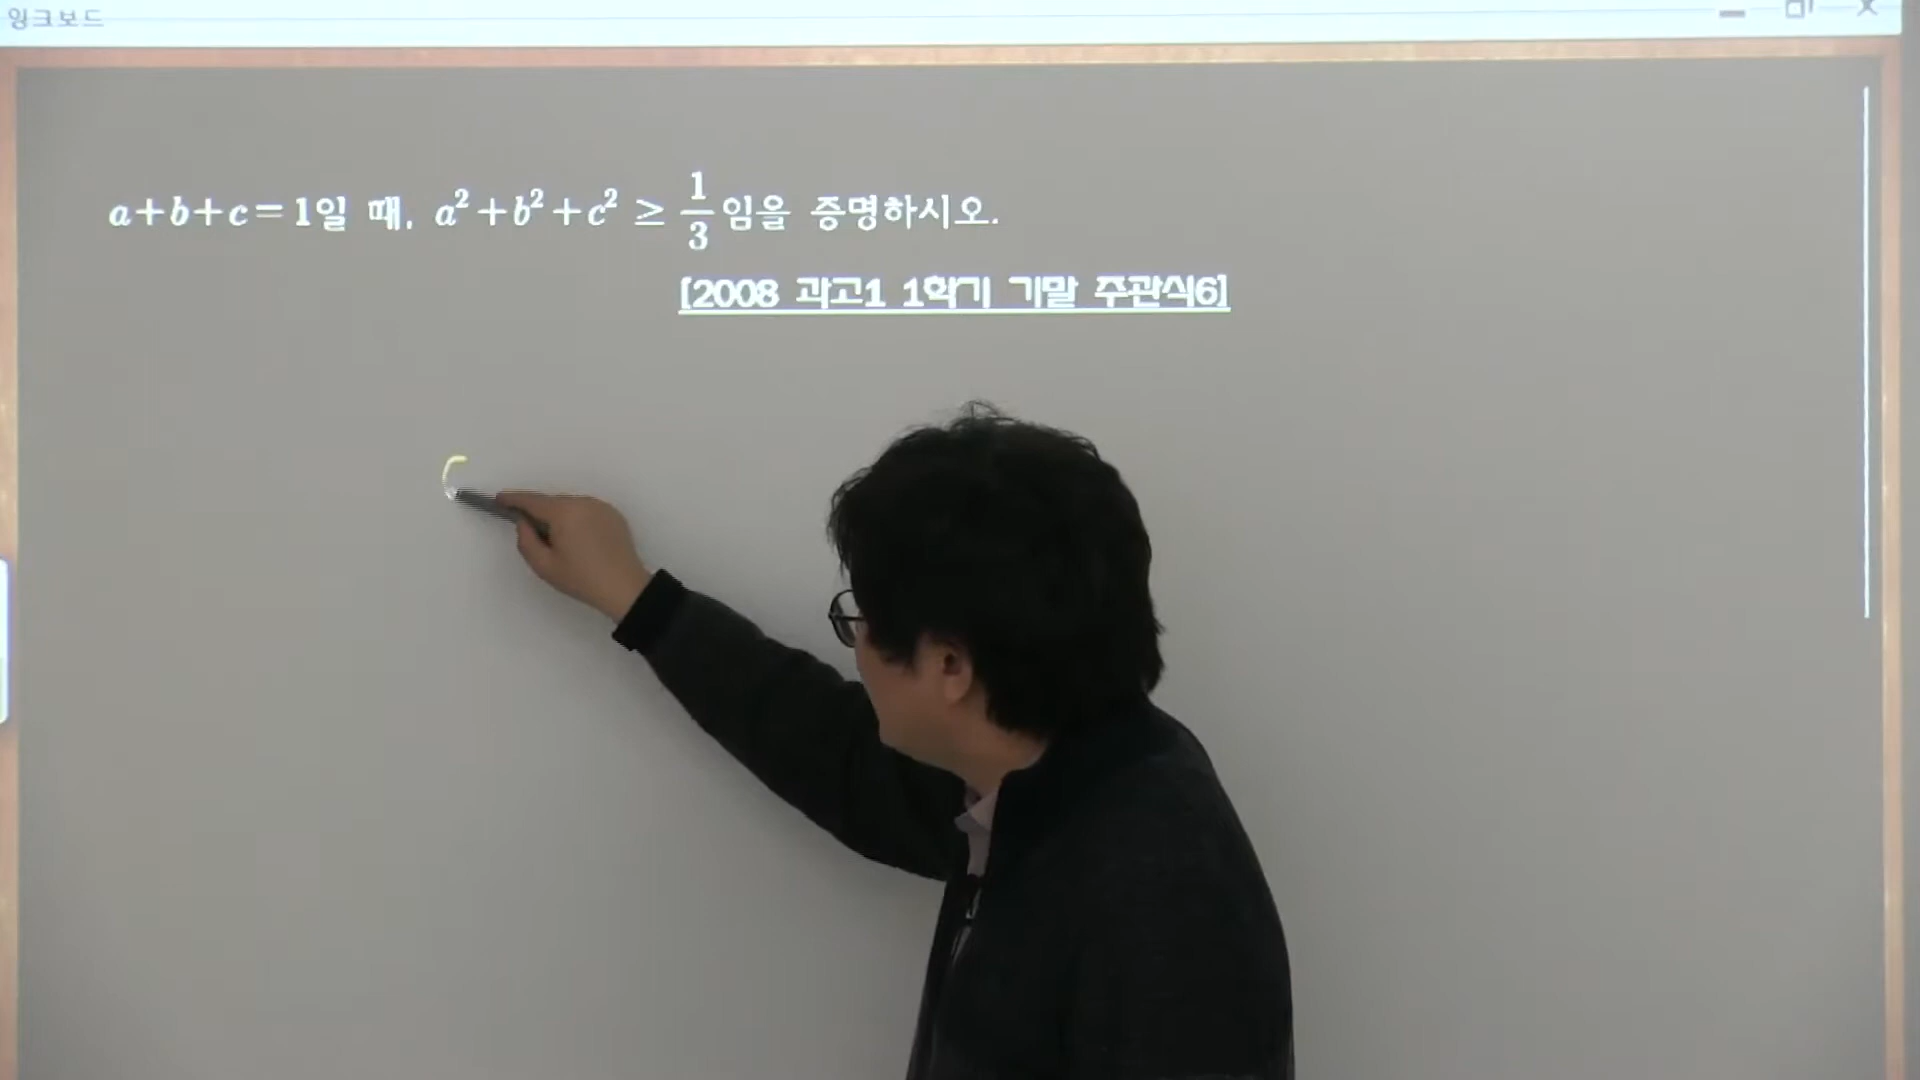 잉크보드
a+b+c=1일 때, a²+b²+c² ≥ 1/3임을 증명하시오.
[2008 과고1 1학기 기말 주관식6]